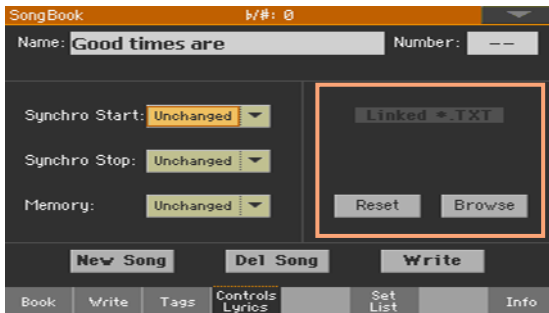 SongBook ♭/#: 0
Name: Good times are Number: --
Synchro Start: Unchanged Linked *.TXT
Synchro Stop: Unchanged
Memory: Unchanged Reset Browse
New Song Del Song Write
Book Write Tags Controls Lyrics Set List Info